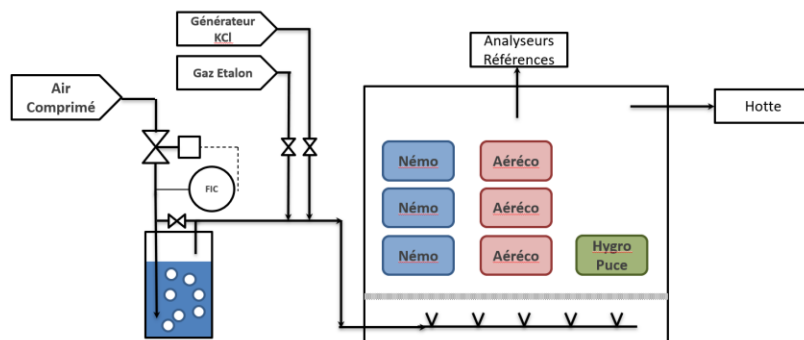 Générateur
KCl
Gaz Etalon
Air
Comprimé
FIC
Analyseurs
Références
Hotte
Némo
Aéréco
Némo
Aéréco
Némo
Aéréco
Hygro
Puce